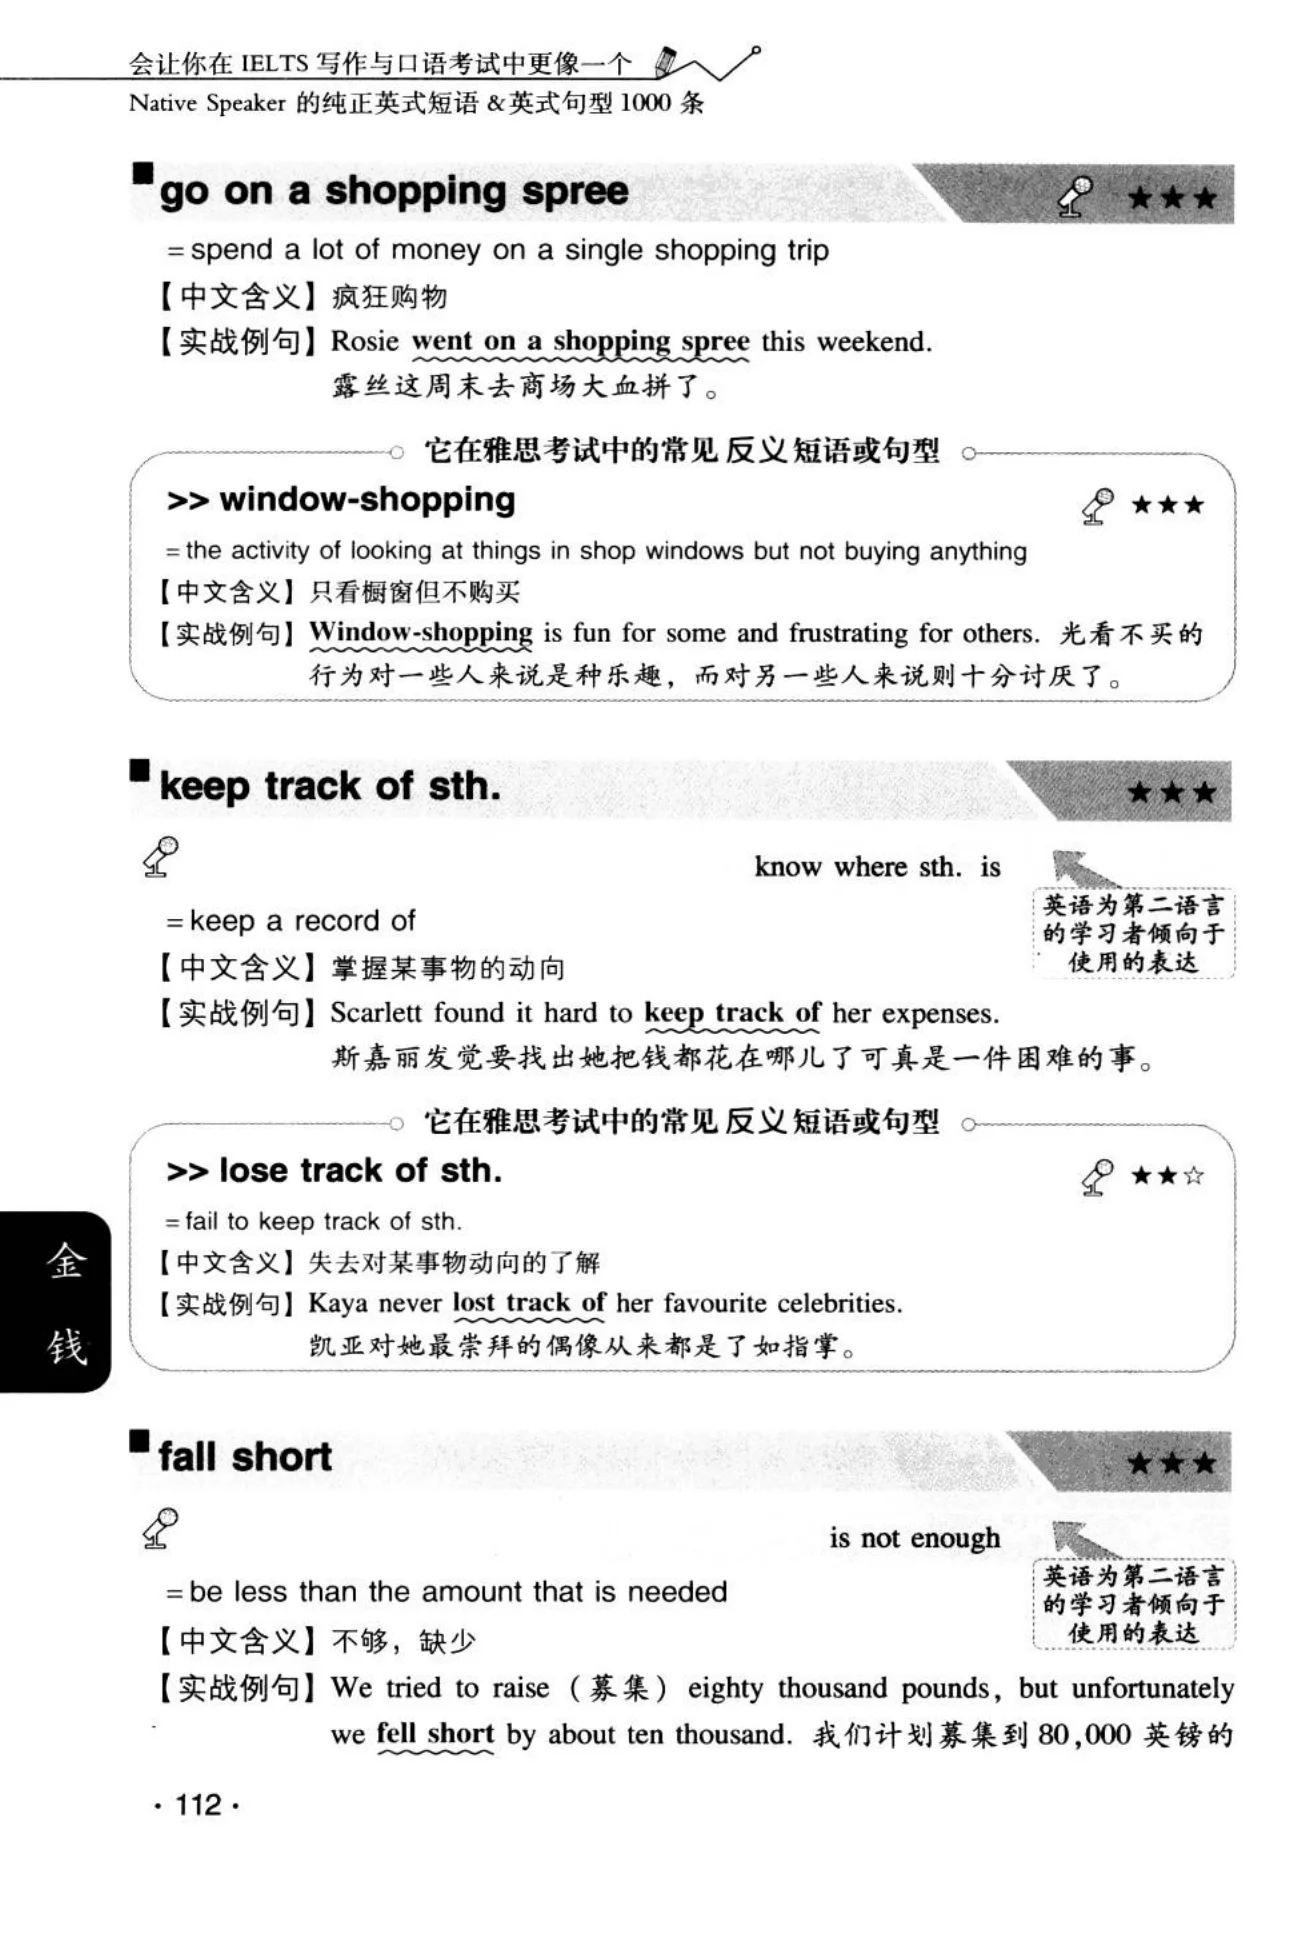 会让你在 IELTS 写作与口语考试中更像一个
Native Speaker 的纯正英式短语 &英式句型 1000 条
go on a shopping spree ★★★
= spend a lot of money on a single shopping trip
【中文含义】疯狂购物
【实战例句】Rosie went on a shopping spree this weekend.
露丝这周末去商场大血拼了。
它在雅思考试中的常见反义短语或句型
>> window-shopping ★★★
= the activity of looking at things in shop windows but not buying anything
【中文含义】只看橱窗但不购买
【实战例句】Window-shopping is fun for some and frustrating for others. 光看不买的
行为对一些人来说是种乐趣，而对另一些人来说则十分讨厌了。
keep track of sth. ★★★
know where sth. is
英语为第二语言
的学习者倾向于
使用的表达
= keep a record of
【中文含义】掌握某事物的动向
【实战例句】Scarlett found it hard to keep track of her expenses.
斯嘉丽发觉要找出她把钱都花在哪儿了可真是一件困难的事。
它在雅思考试中的常见反义短语或句型
>> lose track of sth. ★★☆
= fail to keep track of sth.
【中文含义】失去对某事物动向的了解
【实战例句】Kaya never lost track of her favourite celebrities.
凯亚对她最崇拜的偶像从来都是了如指掌。
金
钱
fall short ★★★
is not enough
英语为第二语言
的学习者倾向于
使用的表达
= be less than the amount that is needed
【中文含义】不够，缺少
【实战例句】We tried to raise（募集）eighty thousand pounds, but unfortunately
we fell short by about ten thousand. 我们计划募集到 80,000 英镑的
· 112 ·